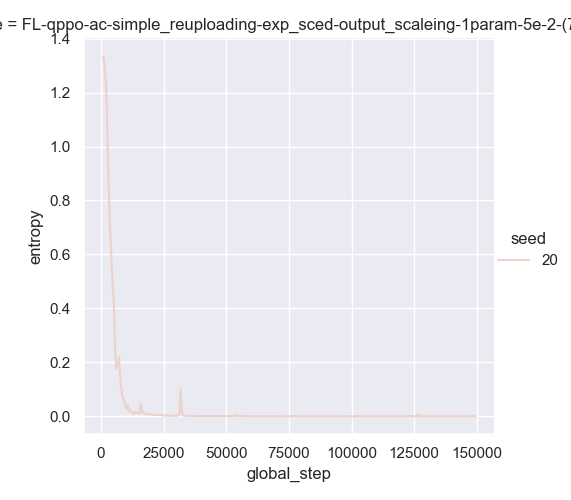 e = FL-qppo-ac-simple_reuploading-exp_sced-output_scaleing-1param-5e-2-(7
1.4
1.2
1.0
0.8
0.6
0.4
0.2
0.0
entropy
0 25000 50000 75000 100000 125000 150000
global_step
seed
20